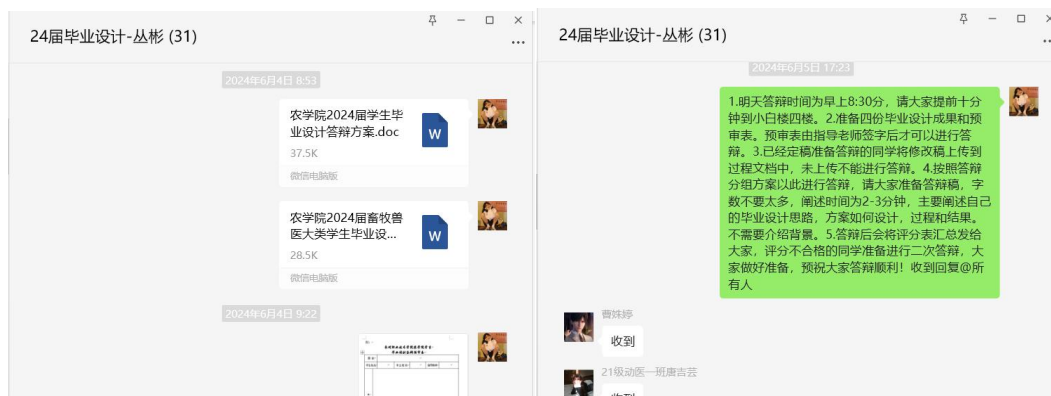 24届毕业设计-丛彬 (31)
2024年6月4日 8:53
农学院2024届学生毕
业设计答辩方案.doc
37.5K
微信电脑版
W
农学院2024届畜牧兽
医大类学生毕业设...
28.5K
微信电脑版
W
2024年6月4日 9:22
24届毕业设计-丛彬 (31)
2024年6月5日 17:23
1.明天答辩时间为早上8:30分，请大家提前十分
钟到小白楼四楼。2.准备四份毕业设计成果和预
审表。预审表由指导老师签字后才可以进行答
辩。3.已经定稿准备答辩的同学将修改稿上传到
过程文档中，未上传不能进行答辩。4.按照答辩
分组方案以此进行答辩，请大家准备答辩稿，字
数不要太多，阐述时间为2-3分钟，主要阐述自己
的毕业设计思路，方案如何设计，过程和结果。
不需要介绍背景。5.答辩后会将评分表汇总发给
大家，评分不合格的同学准备进行二次答辩，大
家做好准备，预祝大家答辩顺利！收到回复@所
有人
曹姝婷
收到
21级动医一班唐吉芸
收到